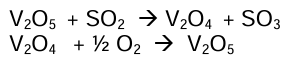 V₂O₅ + SO₂ → V₂O₄ + SO₃
V₂O₄ + ½ O₂ → V₂O₅